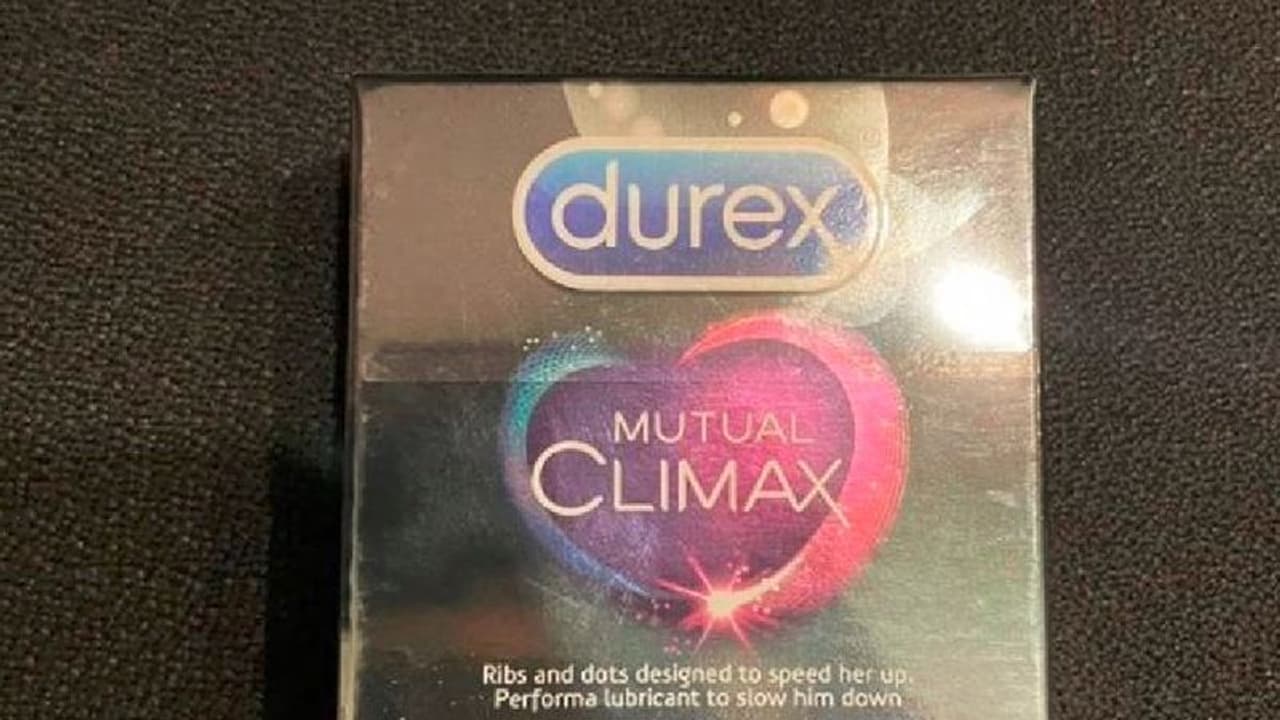 durex
MUTUAL
CLIMAX
Ribs and dots designed to speed her up.
Performa lubricant to slow him down